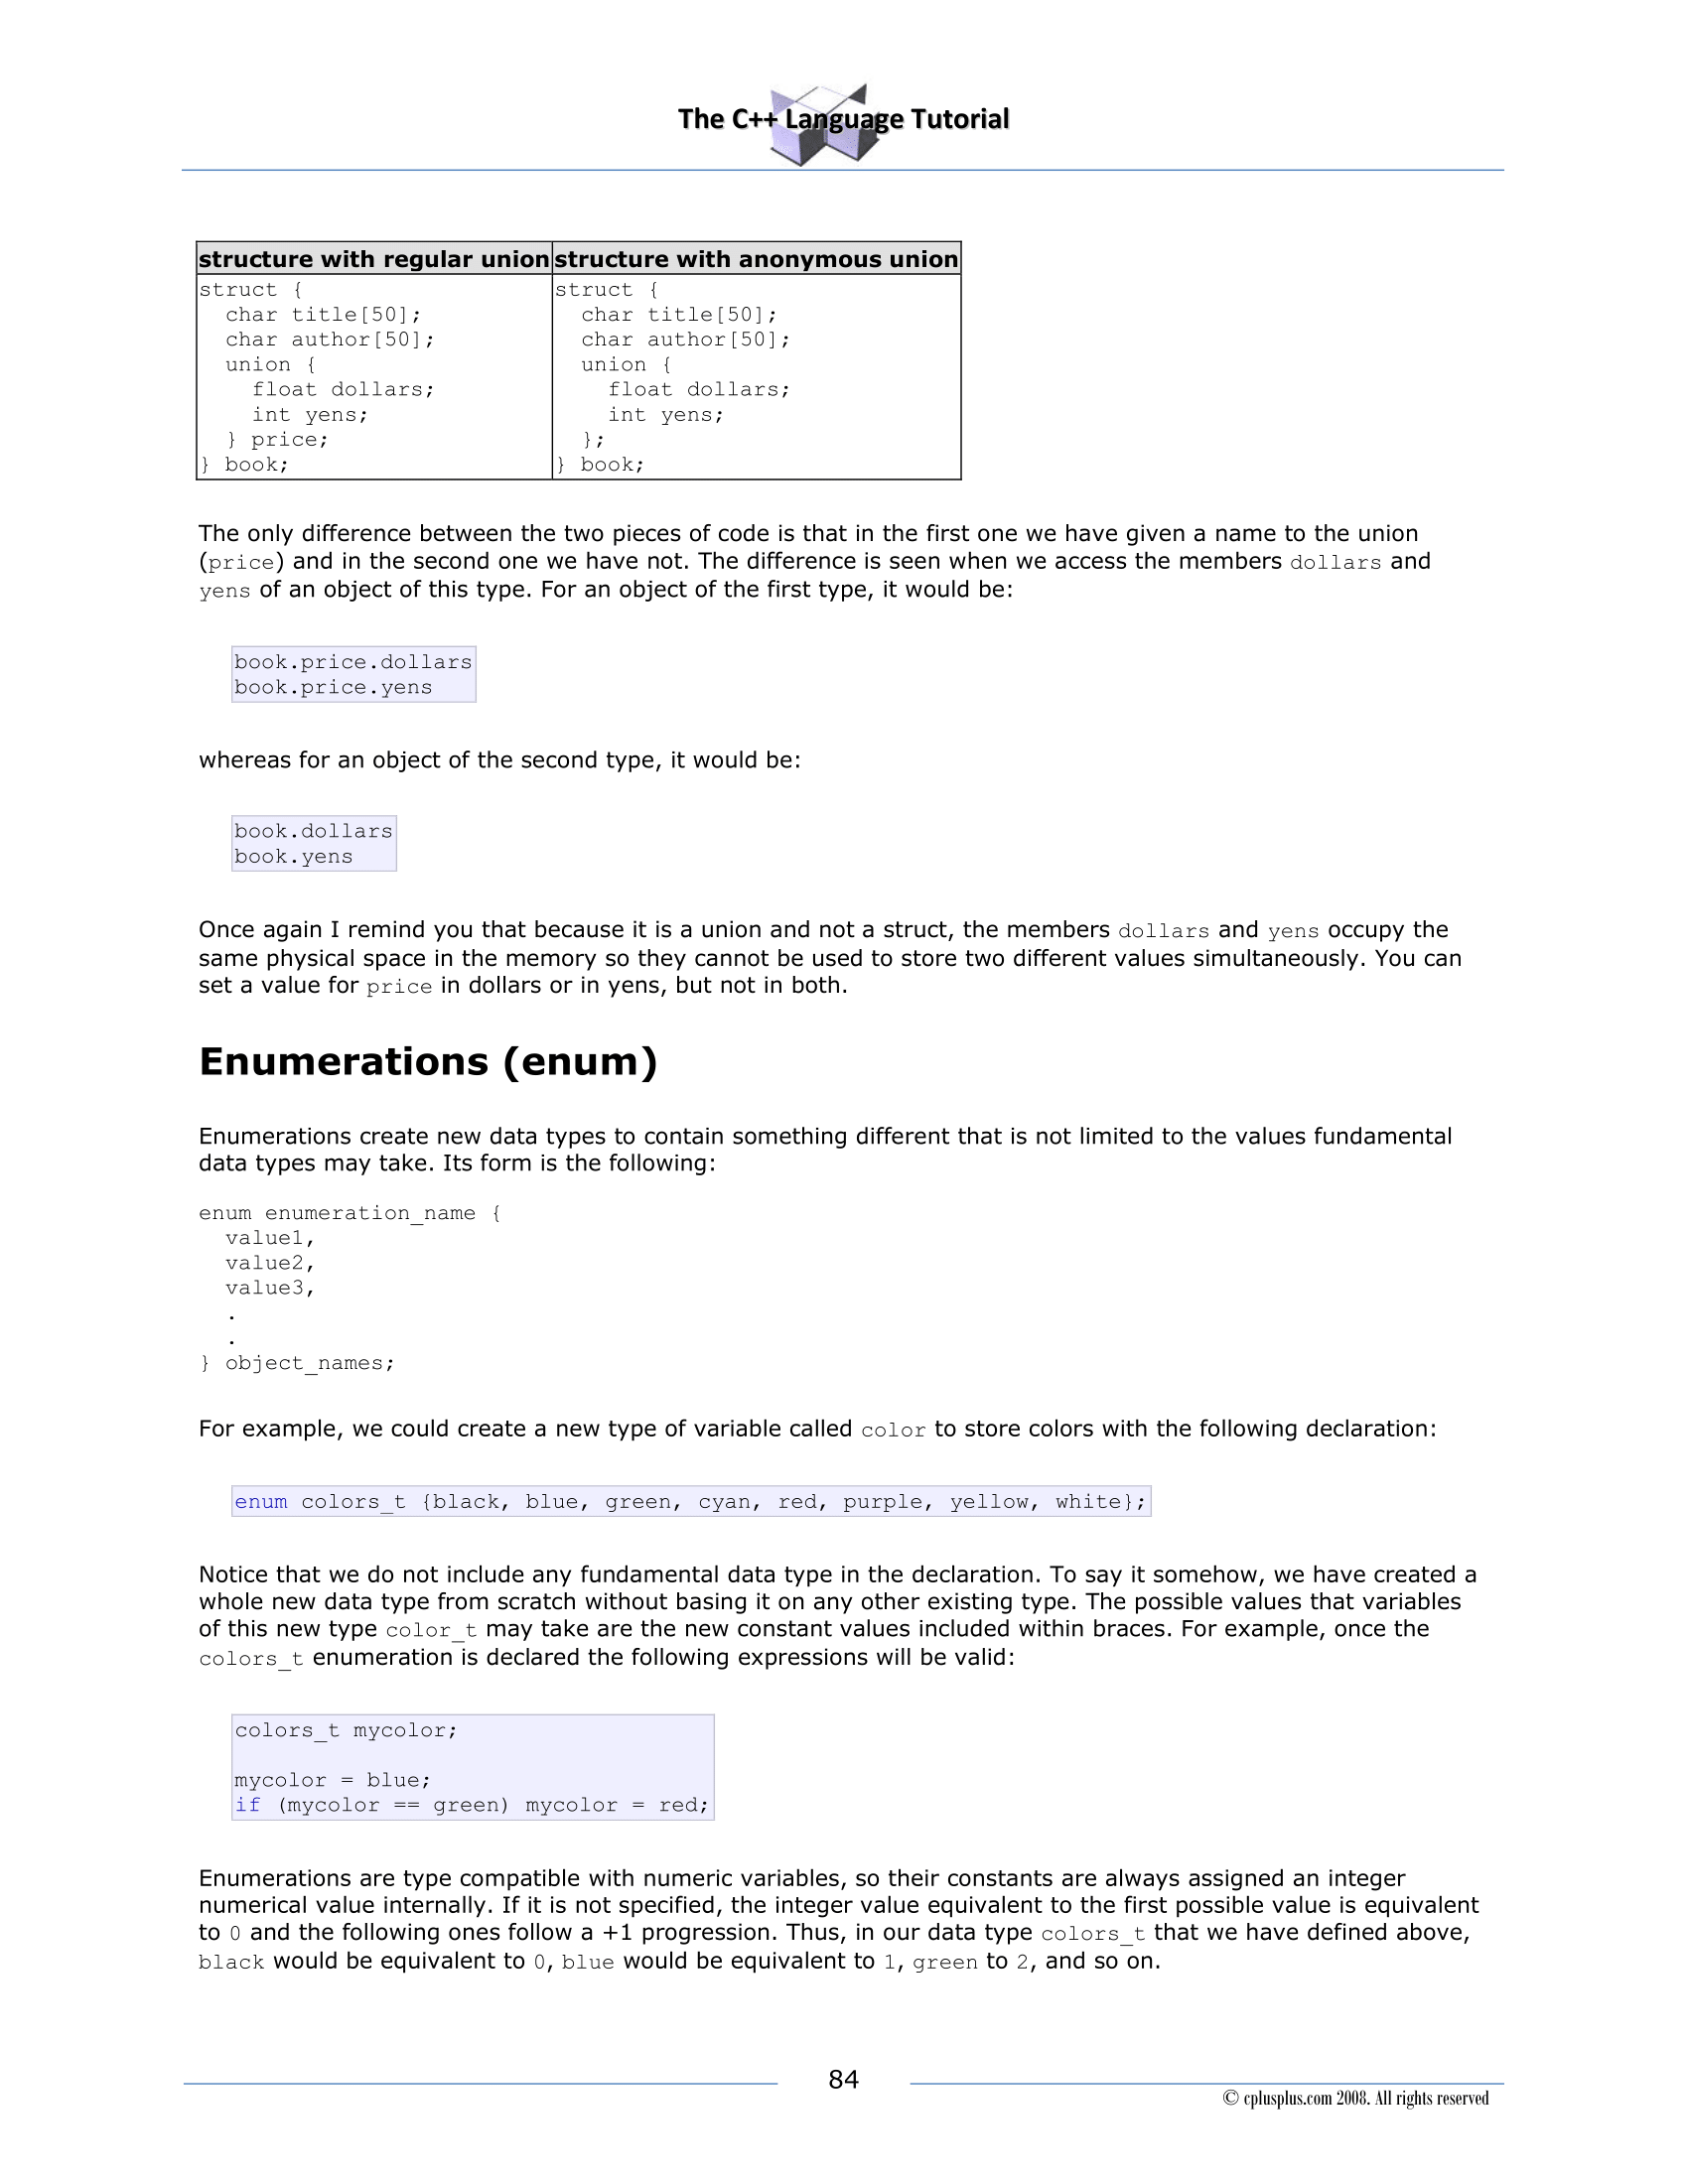 The C++ Language Tutorial
structure with regular union structure with anonymous union
struct {
  char title[50];
  char author[50];
  union {
    float dollars;
    int yens;
  } price;
} book;
struct {
  char title[50];
  char author[50];
  union {
    float dollars;
    int yens;
  };
} book;
The only difference between the two pieces of code is that in the first one we have given a name to the union
(price) and in the second one we have not. The difference is seen when we access the members dollars and
yens of an object of this type. For an object of the first type, it would be:
book.price.dollars
book.price.yens
whereas for an object of the second type, it would be:
book.dollars
book.yens
Once again I remind you that because it is a union and not a struct, the members dollars and yens occupy the
same physical space in the memory so they cannot be used to store two different values simultaneously. You can
set a value for price in dollars or in yens, but not in both.
Enumerations (enum)
Enumerations create new data types to contain something different that is not limited to the values fundamental
data types may take. Its form is the following:
enum enumeration_name {
  value1,
  value2,
  value3,
  .
  .
} object_names;
For example, we could create a new type of variable called color to store colors with the following declaration:
enum colors_t {black, blue, green, cyan, red, purple, yellow, white};
Notice that we do not include any fundamental data type in the declaration. To say it somehow, we have created a
whole new data type from scratch without basing it on any other existing type. The possible values that variables
of this new type color_t may take are the new constant values included within braces. For example, once the
colors_t enumeration is declared the following expressions will be valid:
colors_t mycolor;
mycolor = blue;
if (mycolor == green) mycolor = red;
Enumerations are type compatible with numeric variables, so their constants are always assigned an integer
numerical value internally. If it is not specified, the integer value equivalent to the first possible value is equivalent
to 0 and the following ones follow a +1 progression. Thus, in our data type colors_t that we have defined above,
black would be equivalent to 0, blue would be equivalent to 1, green to 2, and so on.
84
© cplusplus.com 2008. All rights reserved